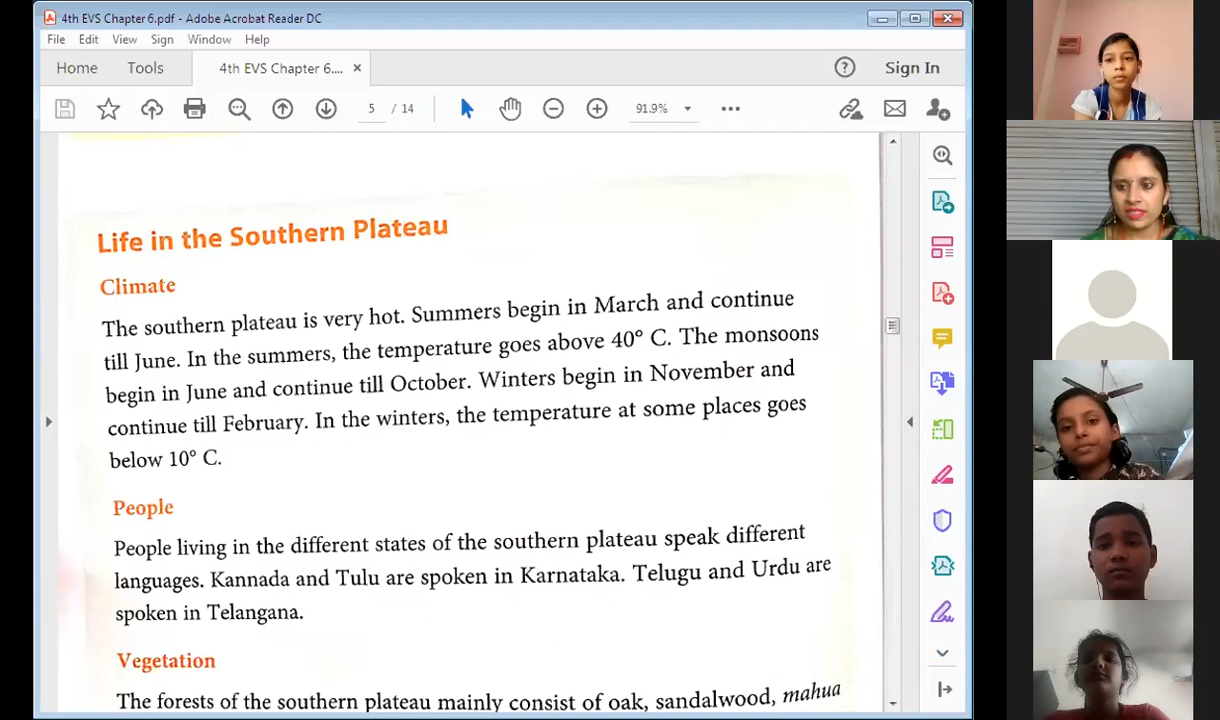 4th EVS Chapter 6.pdf - Adobe Acrobat Reader DC
File Edit View Sign Window Help
Home Tools 4th EVS Chapter 6.... × Sign In
5 / 14 91.9%
Life in the Southern Plateau
Climate
The southern plateau is very hot. Summers begin in March and continue
till June. In the summers, the temperature goes above 40° C. The monsoons
begin in June and continue till October. Winters begin in November and
continue till February. In the winters, the temperature at some places goes
below 10° C.
People
People living in the different states of the southern plateau speak different
languages. Kannada and Tulu are spoken in Karnataka. Telugu and Urdu are
spoken in Telangana.
Vegetation
The forests of the southern plateau mainly consist of oak, sandalwood, mahua